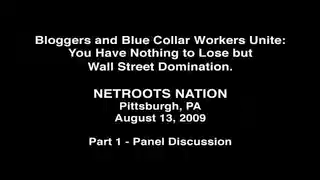 Bloggers and Blue Collar Workers Unite:
You Have Nothing to Lose but
Wall Street Domination.
NETROOTS NATION
Pittsburgh, PA
August 13, 2009
Part 1 - Panel Discussion